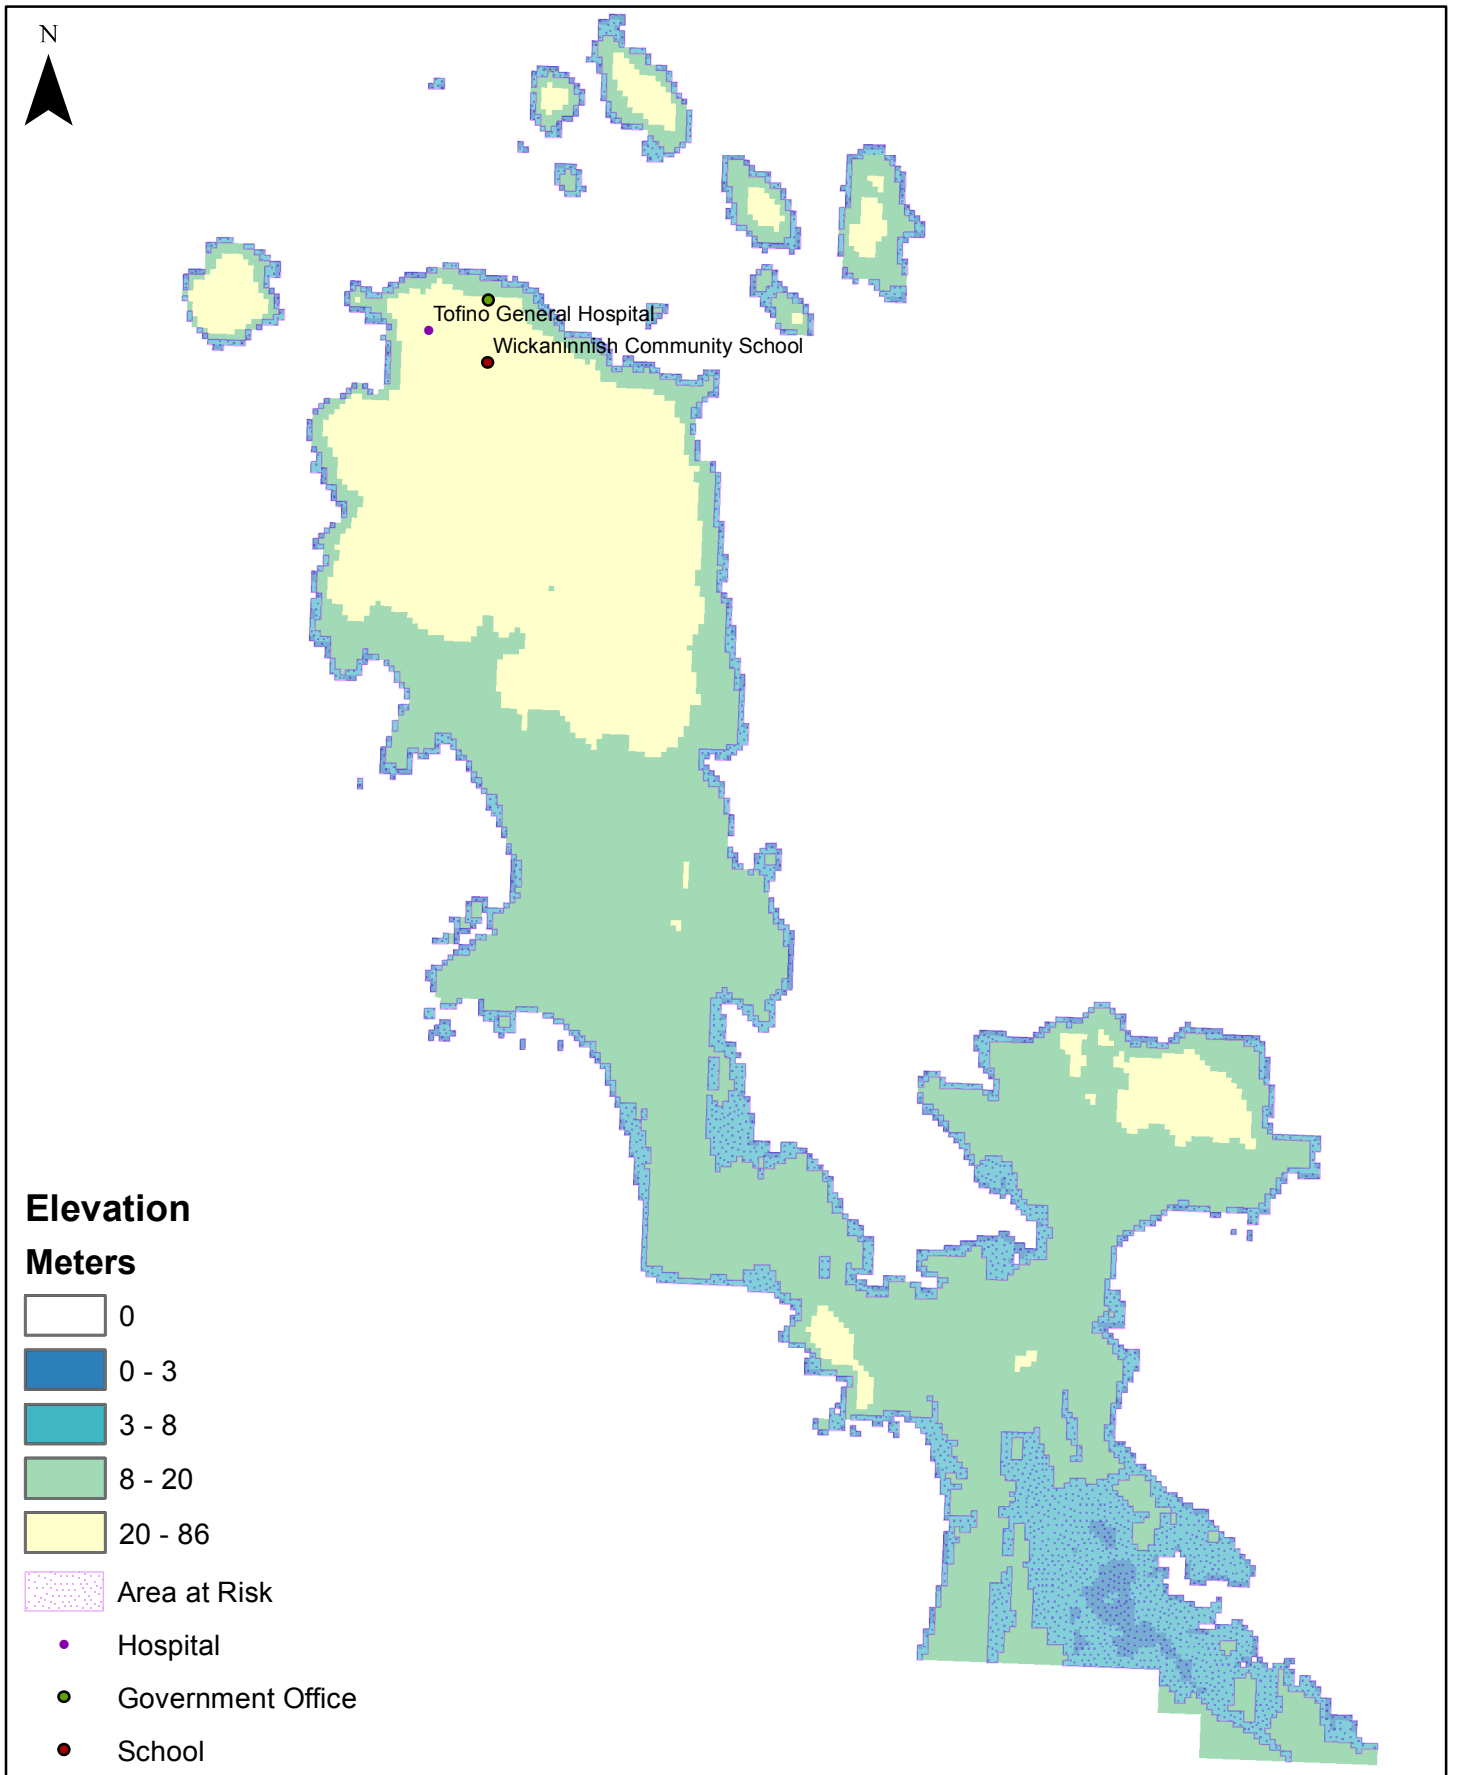 N
Tofino General Hospital
Wickaninnish Community School
Elevation
Meters
0
0 - 3
3 - 8
8 - 20
20 - 86
Area at Risk
Hospital
Government Office
School